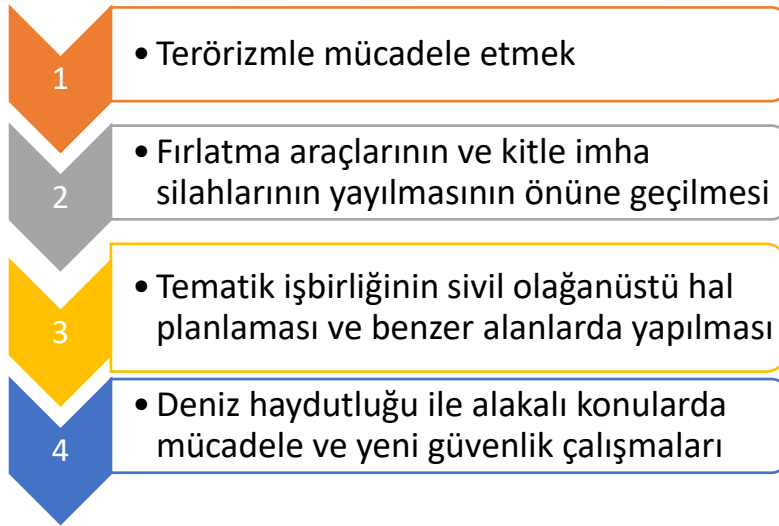 1
• Terörizmle mücadele etmek
2
• Fırlatma araçlarının ve kitle imha
silahlarının yayılmasının önüne geçilmesi
3
• Tematik işbirliğinin sivil olağanüstü hal
planlaması ve benzer alanlarda yapılması
4
• Deniz haydutluğu ile alakalı konularda
mücadele ve yeni güvenlik çalışmaları